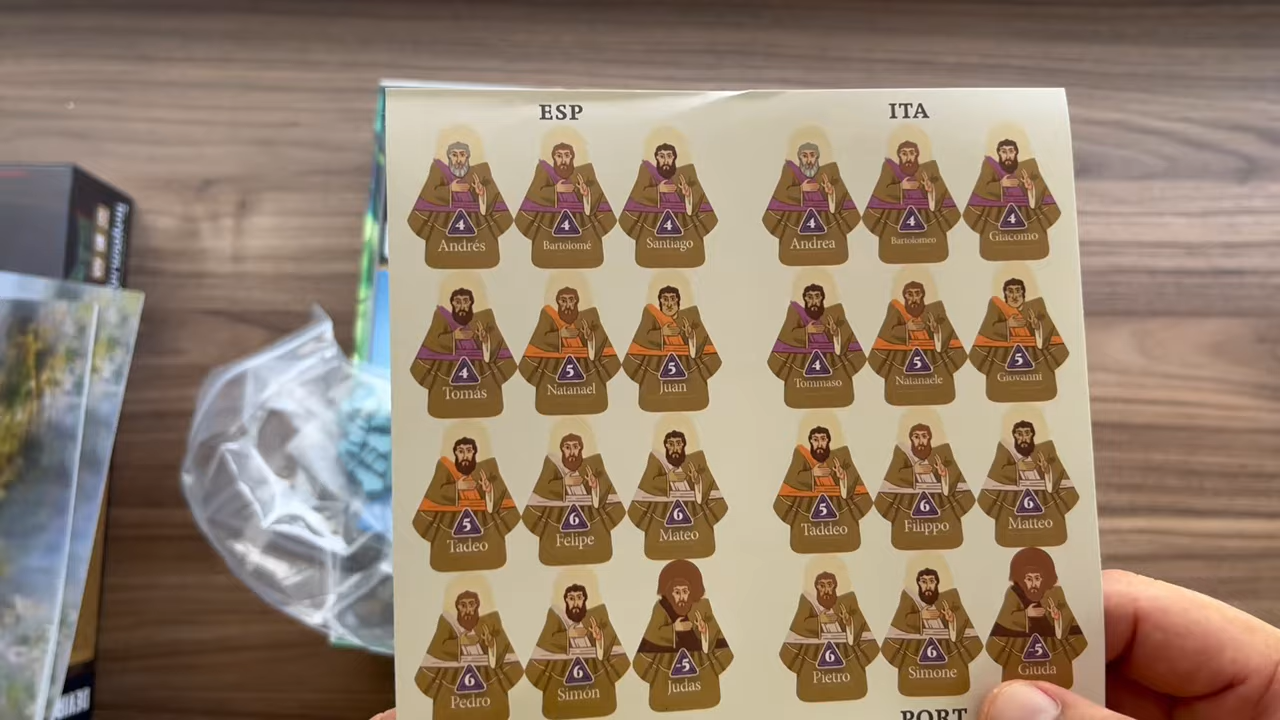 ESP
4 4 4
Andrés Bartolomé Santiago
4 5 5
Tomás Natanael Juan
5 6 6
Tadeo Felipe Mateo
6 6 -5
Pedro Simón Judas
ITA
4 4 4
Andrea Bartolomeo Giacomo
4 5 5
Tommaso Natanaele Giovanni
5 6 6
Taddeo Filippo Matteo
6 6 -5
Pietro Simone Giuda
PORT